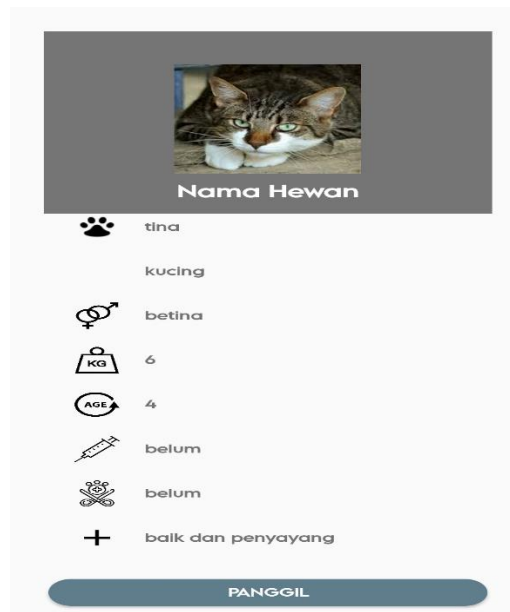 Nama Hewan
tina
kucing
betina
KG
6
AGE
4
belum
belum
baik dan penyayang
PANGGIL